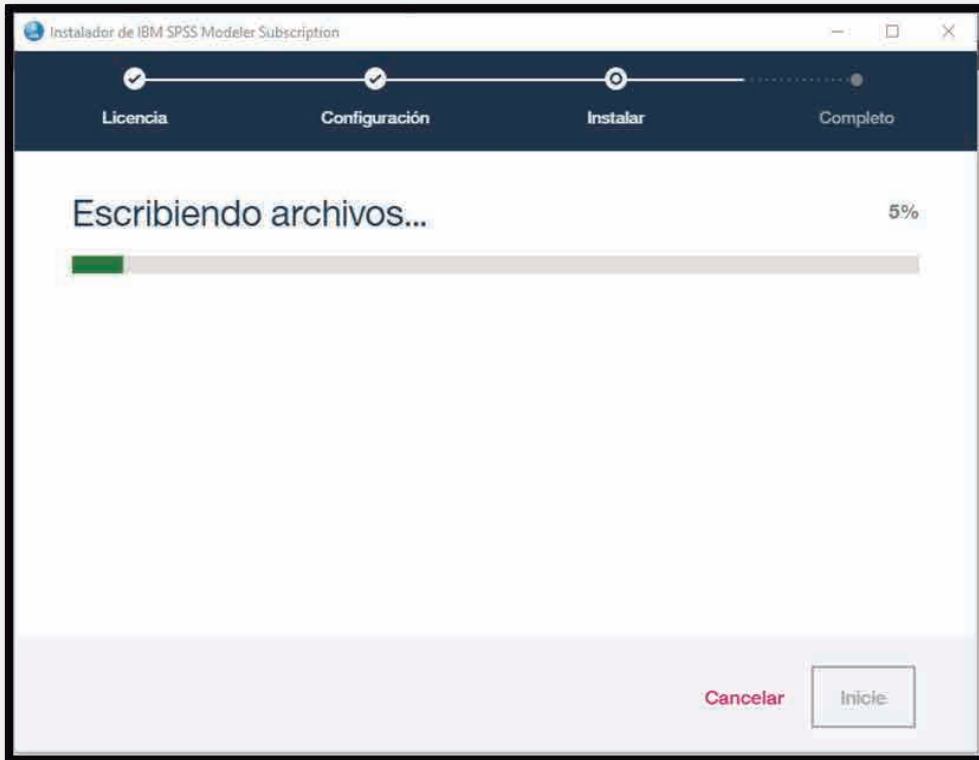 Instalador de IBM SPSS Modeler Subscription
Licencia Configuración Instalar Completo
Escribiendo archivos... 5%
Cancelar Inicie